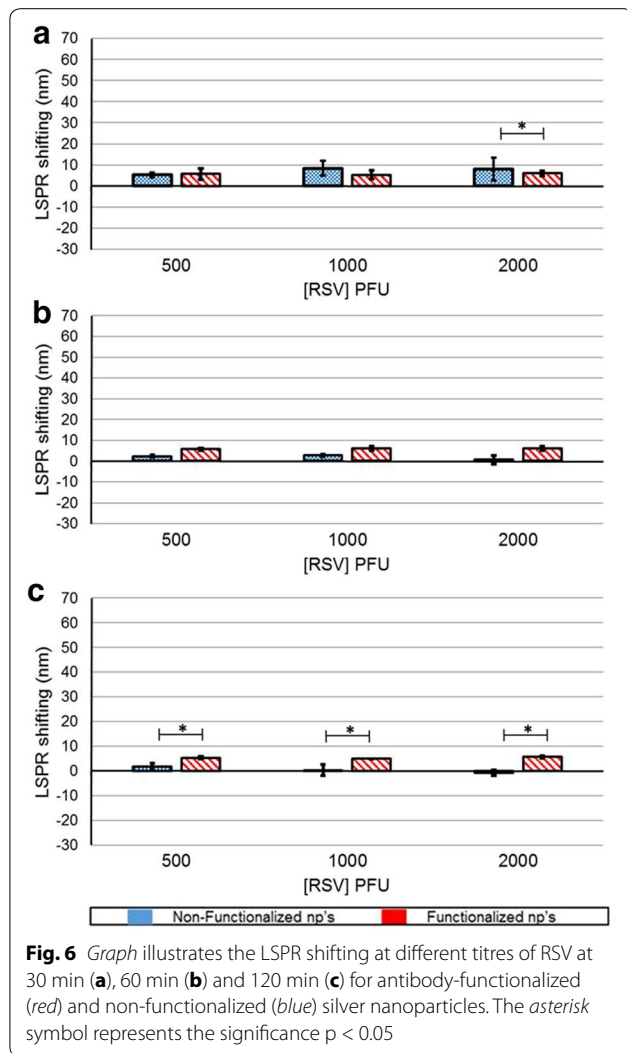 a
LSPR shifting (nm)
70
60
50
40
30
20
10
0
-10
-20
-30
*
500 1000 2000
[RSV] PFU
b
LSPR shifting (nm)
70
60
50
40
30
20
10
0
-10
-20
-30
500 1000 2000
[RSV] PFU
c
LSPR shifting (nm)
70
60
50
40
30
20
10
0
-10
-20
-30
* * *
500 1000 2000
[RSV] PFU
Non-Functionalized np's Functionalized np's
Fig. 6 Graph illustrates the LSPR shifting at different titres of RSV at
30 min (a), 60 min (b) and 120 min (c) for antibody-functionalized
(red) and non-functionalized (blue) silver nanoparticles. The asterisk
symbol represents the significance p < 0.05